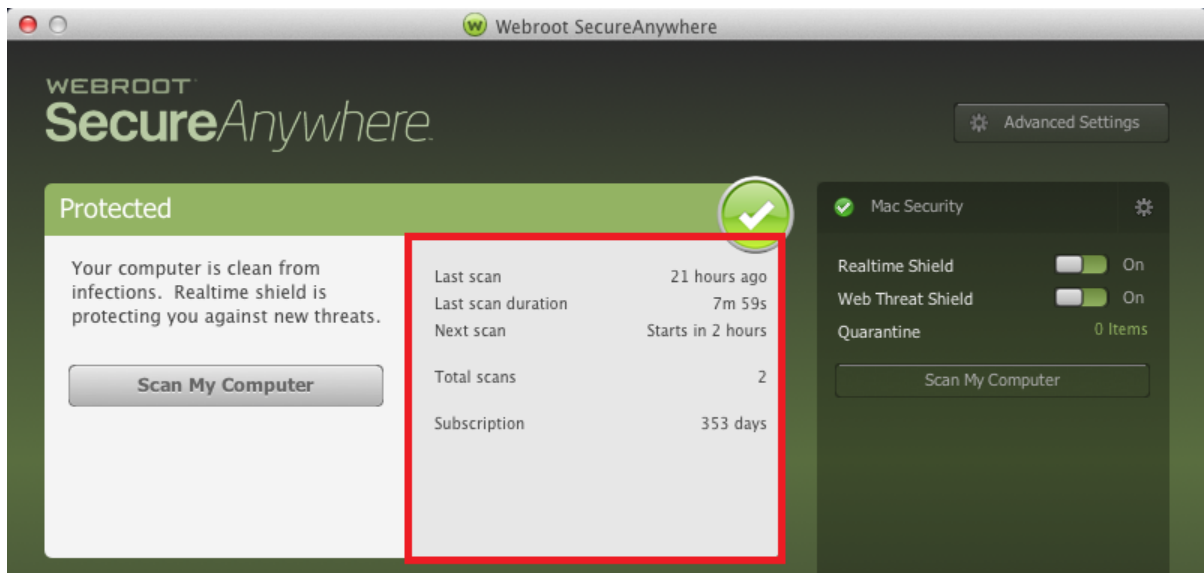 Webroot SecureAnywhere
WEBROOT™
SecureAnywhere.
Advanced Settings
Protected
Your computer is clean from
infections. Realtime shield is
protecting you against new threats.
Scan My Computer
Last scan 21 hours ago
Last scan duration 7m 59s
Next scan Starts in 2 hours
Total scans 2
Subscription 353 days
Mac Security
Realtime Shield On
Web Threat Shield On
Quarantine 0 Items
Scan My Computer